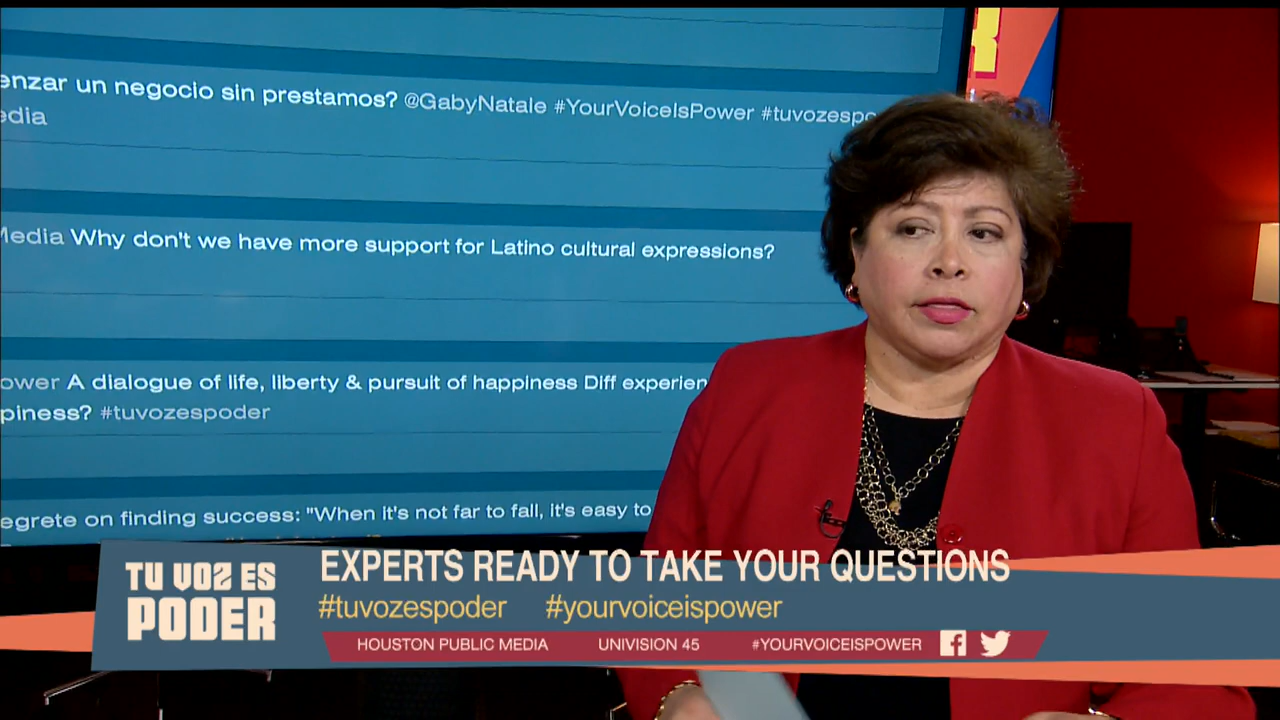 enzar un negocio sin prestamos? @GabyNatale #YourVoiceIsPower #tuvozespo
edia
Media Why don't we have more support for Latino cultural expressions?
ower A dialogue of life, liberty & pursuit of happiness Diff experien
piness? #tuvozespoder
egrete on finding success: "When it's not far to fall, it's easy to
TU VOZ ES
PODER
EXPERTS READY TO TAKE YOUR QUESTIONS
#tuvozespoder #yourvoiceispower
HOUSTON PUBLIC MEDIA UNIVISION 45 #YOURVOICEISPOWER